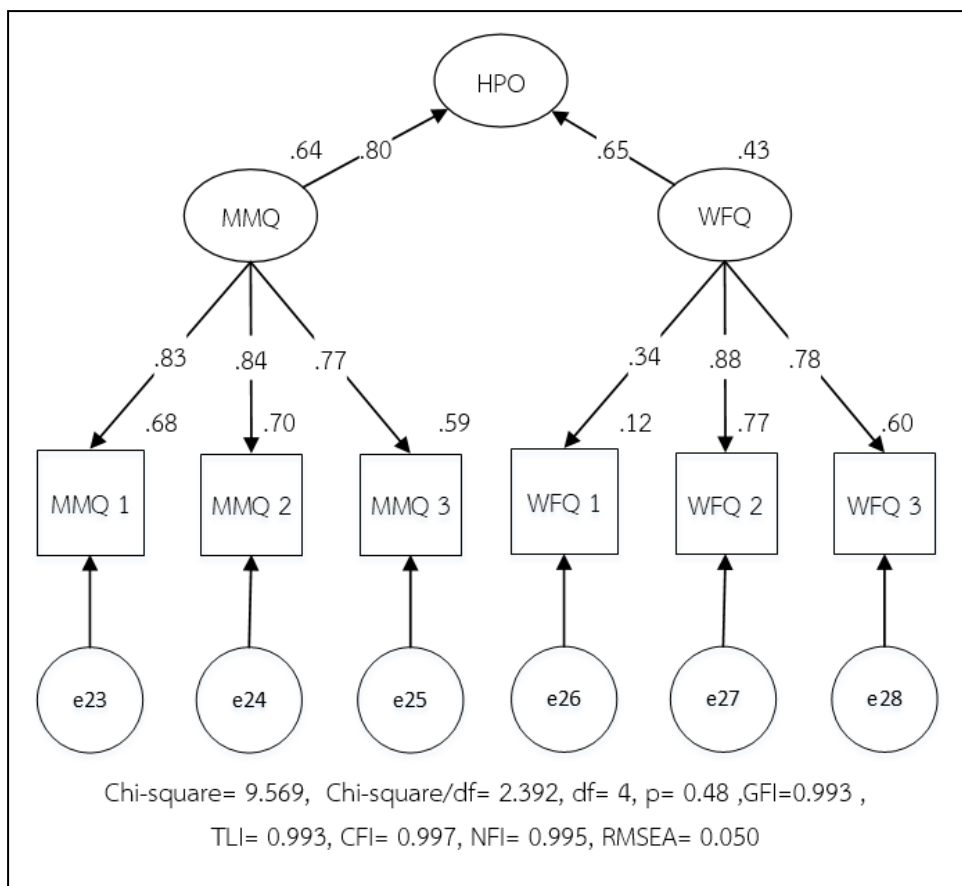 HPO
.64 .80 .65 .43
MMQ WFQ
.83 .84 .77 .34 .88 .78
.68 .70 .59 .12 .77 .60
MMQ 1 MMQ 2 MMQ 3 WFQ 1 WFQ 2 WFQ 3
e23 e24 e25 e26 e27 e28
Chi-square= 9.569, Chi-square/df= 2.392, df= 4, p= 0.48 ,GFI=0.993 ,
TLI= 0.993, CFI= 0.997, NFI= 0.995, RMSEA= 0.050